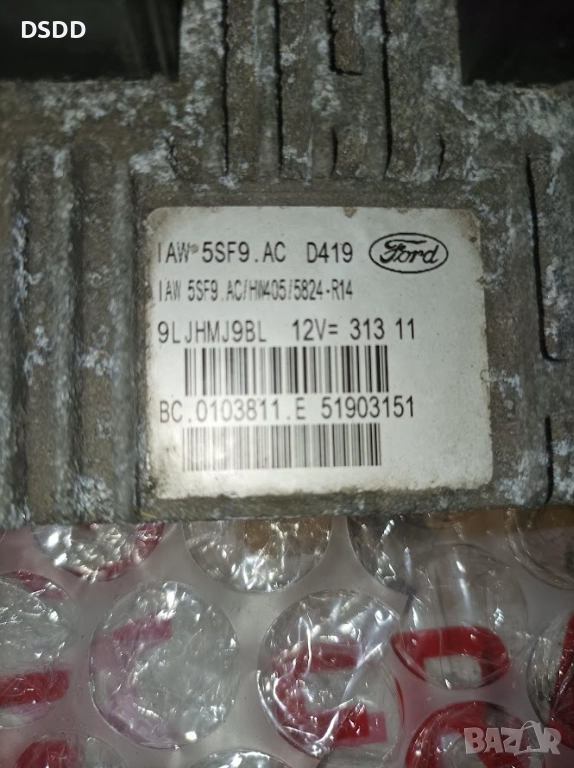 DSDD
IAW 5SF9.AC D419 Ford
IAW 5SF9.AC/HW405/5824-R14
9LJHMJ9BL 12V= 313 11
BC.0103811.E 51903151
BAZAR